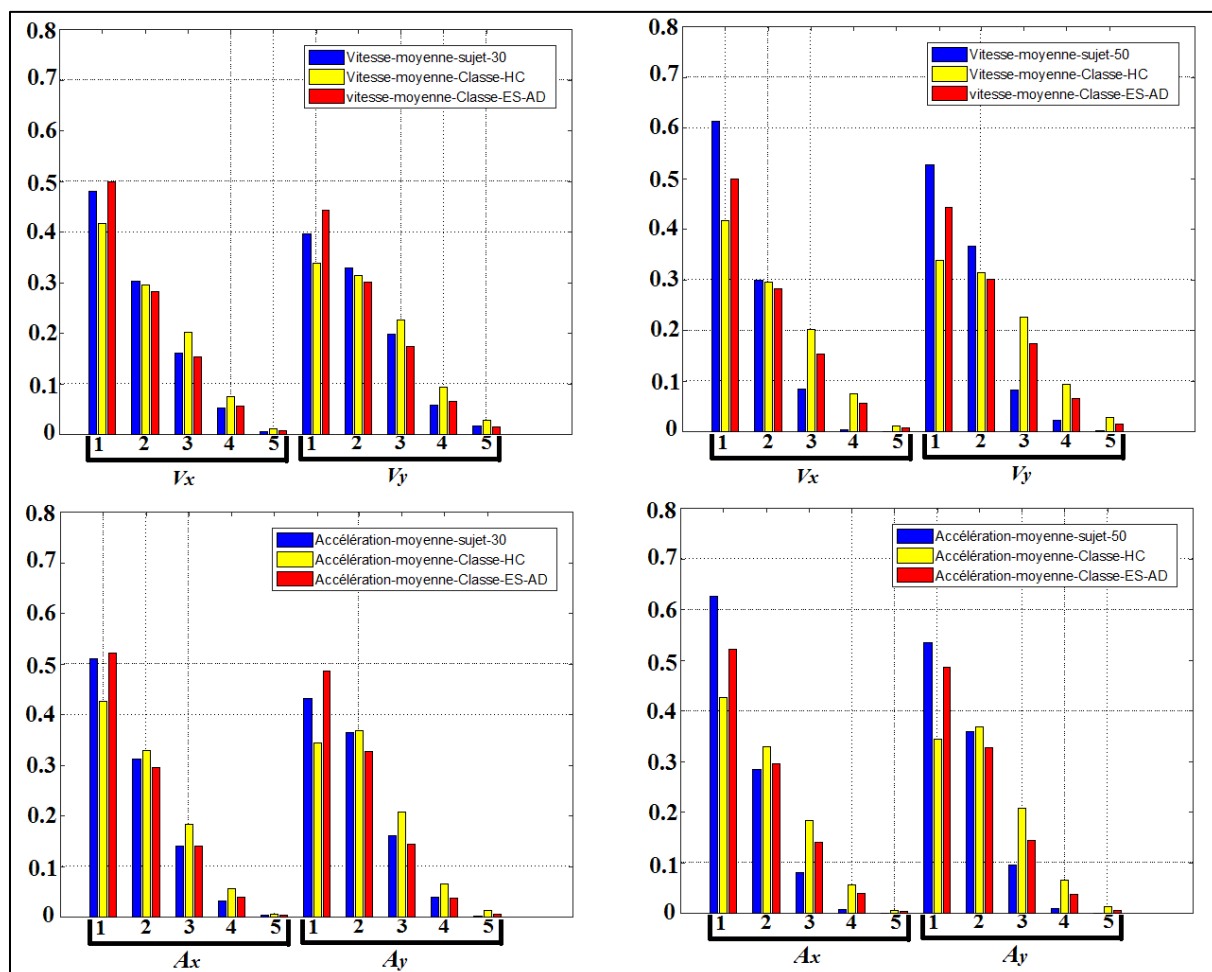 0.8
0.7
0.6
0.5
0.4
0.3
0.2
0.1
0
Vitesse-moyenne-sujet-30
Vitesse-moyenne-Classe-HC
vitesse-moyenne-Classe-ES-AD
1 2 3 4 5 1 2 3 4 5
Vx Vy
0.8
0.7
0.6
0.5
0.4
0.3
0.2
0.1
0
Vitesse-moyenne-sujet-50
Vitesse-moyenne-Classe-HC
vitesse-moyenne-Classe-ES-AD
1 2 3 4 5 1 2 3 4 5
Vx Vy
0.8
0.7
0.6
0.5
0.4
0.3
0.2
0.1
0
Accélération-moyenne-sujet-30
Accélération-moyenne-Classe-HC
Accélération-moyenne-Classe-ES-AD
1 2 3 4 5 1 2 3 4 5
Ax Ay
0.8
0.7
0.6
0.5
0.4
0.3
0.2
0.1
0
Accélération-moyenne-sujet-50
Accélération-moyenne-Classe-HC
Accélération-moyenne-Classe-ES-AD
1 2 3 4 5 1 2 3 4 5
Ax Ay